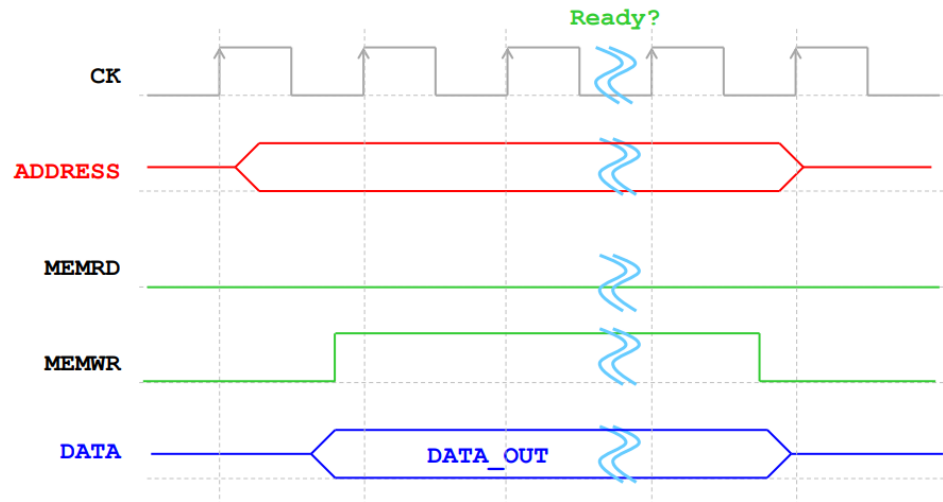 Ready?
CK
ADDRESS
MEMRD
MEMWR
DATA
DATA_OUT